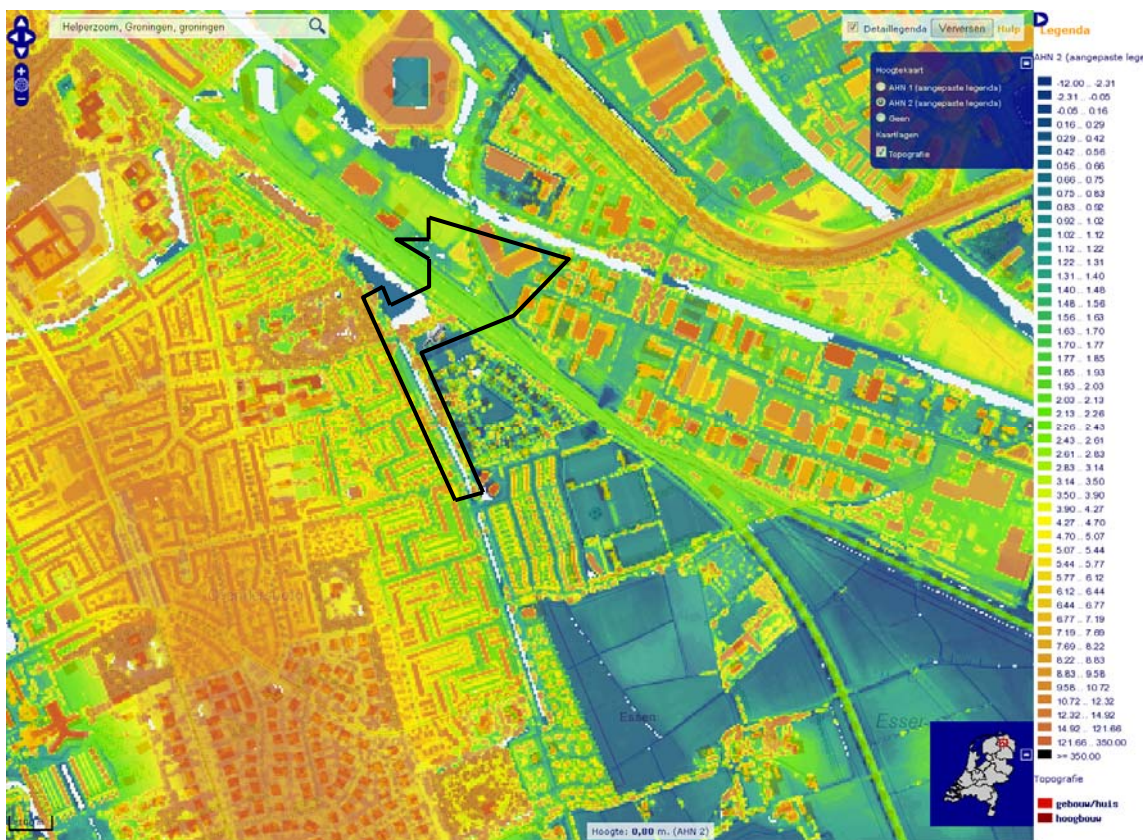 Helperzoom, Groningen, groningen
Detaillegenda Verversen Hulp
Hoogtekaart
AHN 1 (aangepaste legenda)
AHN 2 (aangepaste legenda)
Geen
Kaartlagen
Topografie
Legenda
AHN 2 (aangepaste lege
-12.00 .. -2.31
-2.31 .. -0.05
-0.05 .. 0.16
0.16 .. 0.29
0.29 .. 0.42
0.42 .. 0.56
0.56 .. 0.66
0.66 .. 0.75
0.75 .. 0.83
0.83 .. 0.92
0.92 .. 1.02
1.02 .. 1.12
1.12 .. 1.22
1.22 .. 1.31
1.31 .. 1.40
1.40 .. 1.48
1.48 .. 1.56
1.56 .. 1.63
1.63 .. 1.70
1.70 .. 1.77
1.77 .. 1.85
1.85 .. 1.93
1.93 .. 2.03
2.03 .. 2.13
2.13 .. 2.26
2.26 .. 2.43
2.43 .. 2.61
2.61 .. 2.83
2.83 .. 3.14
3.14 .. 3.50
3.50 .. 3.90
3.90 .. 4.27
4.27 .. 4.70
4.70 .. 5.07
5.07 .. 5.44
5.44 .. 5.77
5.77 .. 6.12
6.12 .. 6.44
6.44 .. 6.77
6.77 .. 7.19
7.19 .. 7.69
7.69 .. 8.22
8.22 .. 8.83
8.83 .. 9.58
9.58 .. 10.72
10.72 .. 12.32
12.32 .. 14.92
14.92 .. 121.66
121.66 .. 350.00
>= 350.00
Topografie
gebouw/huis
hoogbouw
Essen
Esser
Hoogte: 0,00 m. (AHN 2)